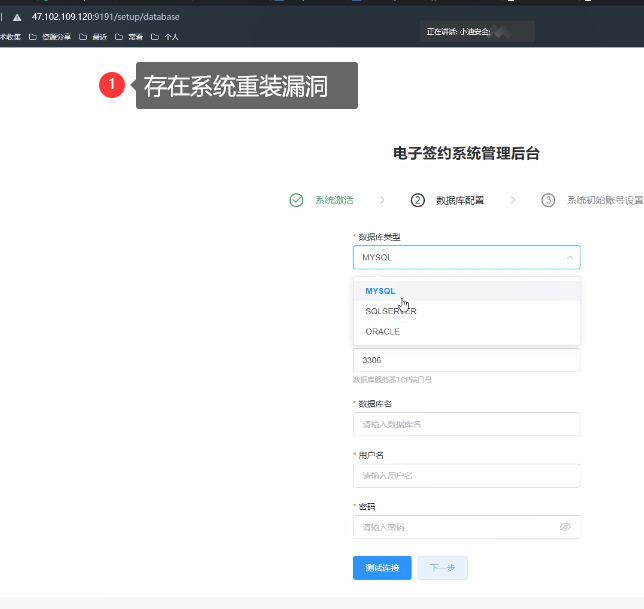 47.102.109.120:9191/setup/database
术收集 资源分享 最近 常看 个人
正在讲话: 小迪安全;
1 存在系统重装漏洞
电子签约系统管理后台
系统激活 2 数据库配置 3 系统初始账号设置
* 数据库类型
MYSQL
MYSQL
SQLSERVER
ORACLE
3306
数据库服务器TCP端口号
* 数据库名
请输入数据库名
* 用户名
请输入用户名
* 密码
请输入密码
测试连接 下一步